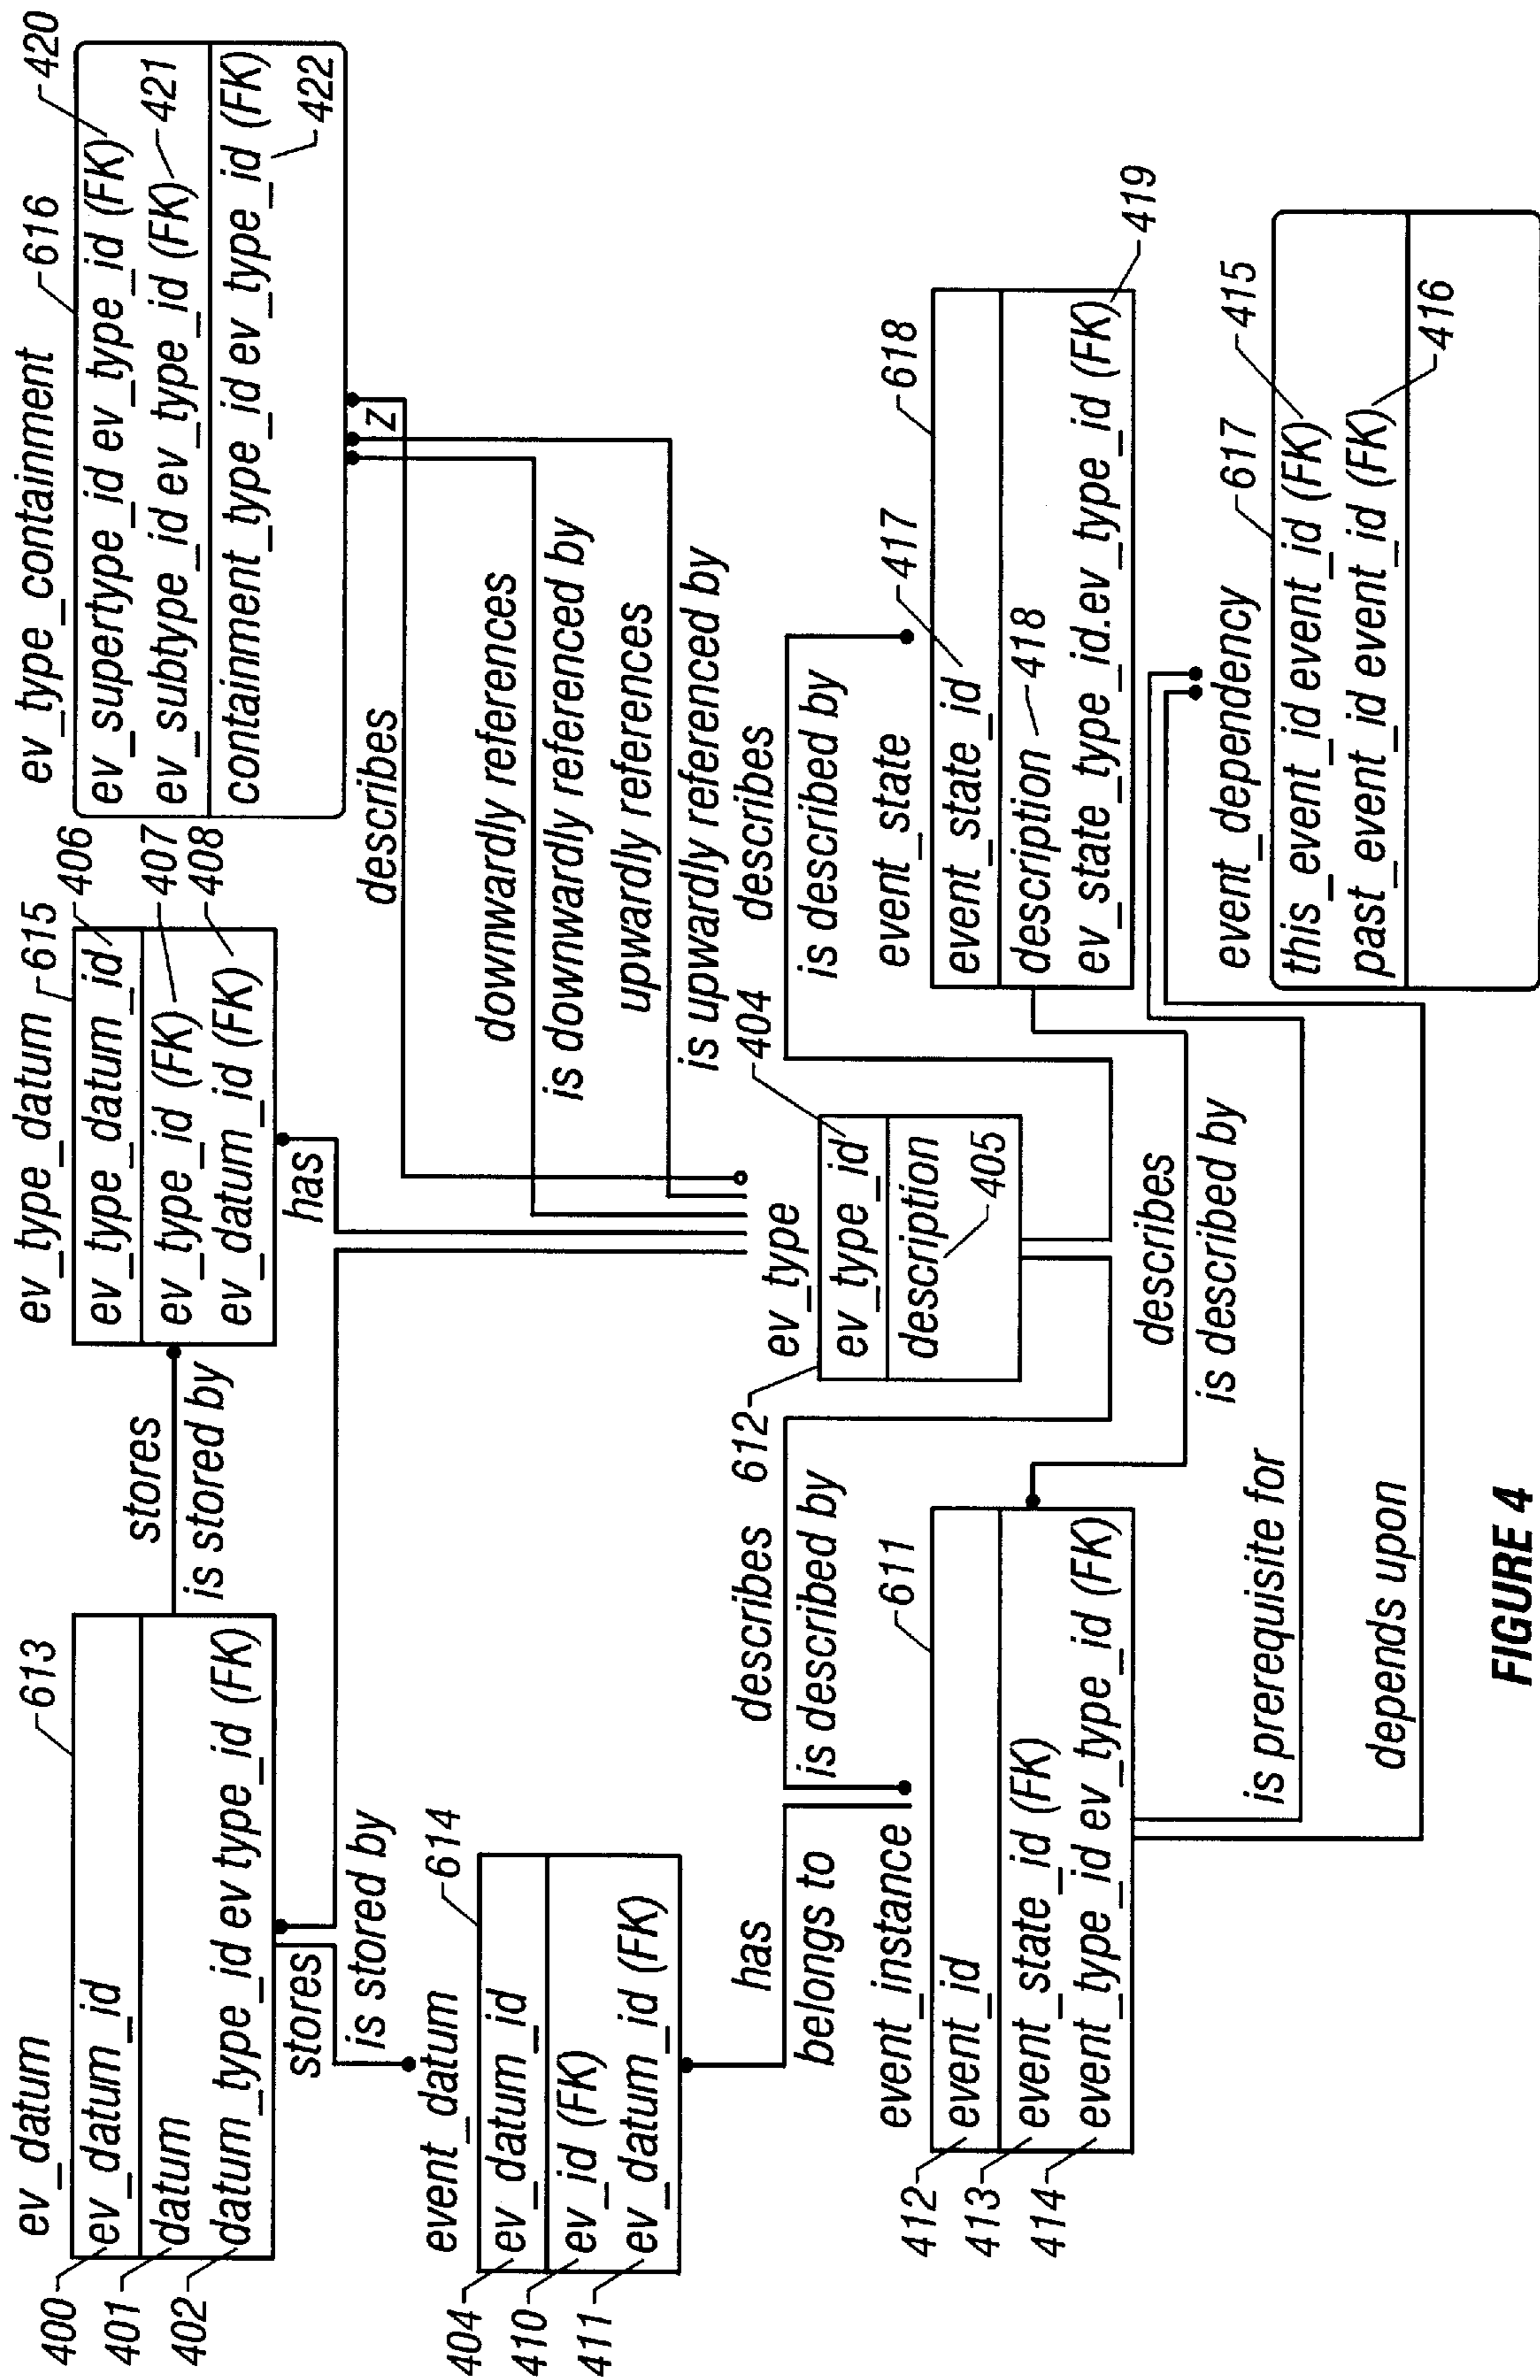 ev_datum
613
400
ev_datum_id
401
datum
402
datum_type_id ev type_id (FK)
stores
is stored by
ev_type_datum
615
ev_type_datum_id
406
ev_type_id (FK)
407
ev_datum_id (FK)
408
has
ev_type_containment
616
ev_supertype_id ev_type_id (FK)
420
ev_subtype_id ev_type_id (FK)
421
containment_type_id ev_type_id (FK)
422
Z
describes
downwardly references
is downwardly referenced by
upwardly references
is upwardly referenced by
stores
is stored by
event_datum
614
404
ev_datum_id
410
ev_id (FK)
411
ev_datum_id (FK)
has
belongs to
describes
is described by
612
ev_type
404
ev_type_id
description
405
describes
is described by
event_state
417
618
event_state_id
description
418
ev_state_type_id.ev_type_id (FK)
419
event_instance
611
412
event_id
413
event_state_id (FK)
414
event_type_id ev_type_id (FK)
describes
is described by
is prerequisite for
depends upon
event_dependency
617
415
this_event_id event_id (FK)
past_event_id event_id (FK)
416
FIGURE 4